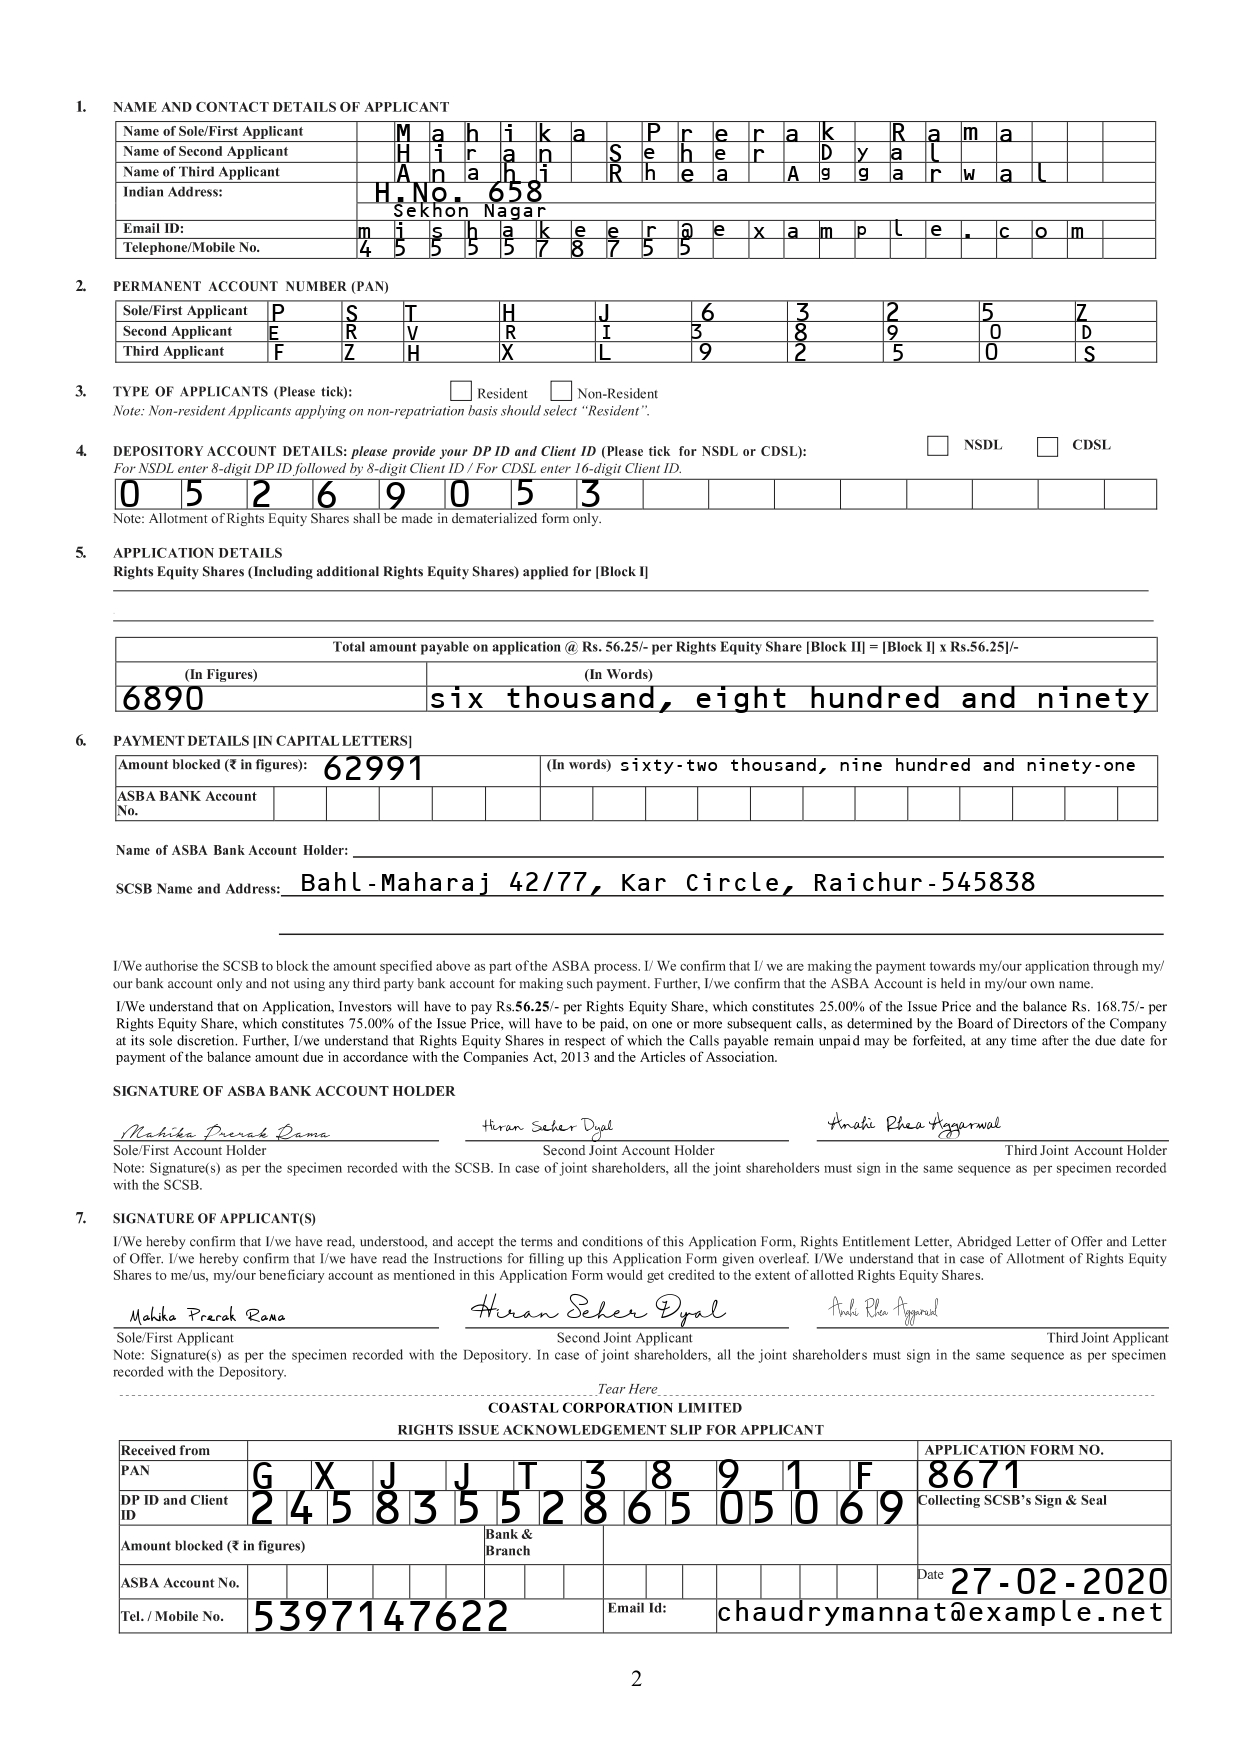 1. NAME AND CONTACT DETAILS OF APPLICANT
Name of Sole/First Applicant Mahika Prerak Rama
Name of Second Applicant Hiran Seher Dyal
Name of Third Applicant Anahi Rhea Aggarwal
Indian Address: H.No. 658
Sekhon Nagar
Email ID: mishakeer@example.com
Telephone/Mobile No. 4555578755
2. PERMANENT ACCOUNT NUMBER (PAN)
Sole/First Applicant P S T H J 6 3 2 5 Z
Second Applicant E R V R I 3 8 9 0 D
Third Applicant F Z H X L 9 2 5 0 S
3. TYPE OF APPLICANTS (Please tick): Resident Non-Resident
Note: Non-resident Applicants applying on non-repatriation basis should select “Resident”.
4. DEPOSITORY ACCOUNT DETAILS: please provide your DP ID and Client ID (Please tick for NSDL or CDSL): NSDL CDSL
For NSDL enter 8-digit DP ID followed by 8-digit Client ID / For CDSL enter 16-digit Client ID.
0 5 2 6 9 0 5 3
Note: Allotment of Rights Equity Shares shall be made in dematerialized form only.
5. APPLICATION DETAILS
Rights Equity Shares (Including additional Rights Equity Shares) applied for [Block I]
Total amount payable on application @ Rs. 56.25/- per Rights Equity Share [Block II] = [Block I] x Rs.56.25]/-
(In Figures) (In Words)
6890 six thousand, eight hundred and ninety
6. PAYMENT DETAILS [IN CAPITAL LETTERS]
Amount blocked (₹ in figures): 62991 (In words) sixty-two thousand, nine hundred and ninety-one
ASBA BANK Account
No.
Name of ASBA Bank Account Holder:
SCSB Name and Address: Bahl-Maharaj 42/77, Kar Circle, Raichur-545838
I/We authorise the SCSB to block the amount specified above as part of the ASBA process. I/ We confirm that I/ we are making the payment towards my/our application through my/
our bank account only and not using any third party bank account for making such payment. Further, I/we confirm that the ASBA Account is held in my/our own name.
I/We understand that on Application, Investors will have to pay Rs.56.25/- per Rights Equity Share, which constitutes 25.00% of the Issue Price and the balance Rs. 168.75/- per
Rights Equity Share, which constitutes 75.00% of the Issue Price, will have to be paid, on one or more subsequent calls, as determined by the Board of Directors of the Company
at its sole discretion. Further, I/we understand that Rights Equity Shares in respect of which the Calls payable remain unpaid may be forfeited, at any time after the due date for
payment of the balance amount due in accordance with the Companies Act, 2013 and the Articles of Association.
SIGNATURE OF ASBA BANK ACCOUNT HOLDER
Mahika Prerak Rama Hiran Seher Dyal Anahi Rhea Aggarwal
Sole/First Account Holder Second Joint Account Holder Third Joint Account Holder
Note: Signature(s) as per the specimen recorded with the SCSB. In case of joint shareholders, all the joint shareholders must sign in the same sequence as per specimen recorded
with the SCSB.
7. SIGNATURE OF APPLICANT(S)
I/We hereby confirm that I/we have read, understood, and accept the terms and conditions of this Application Form, Rights Entitlement Letter, Abridged Letter of Offer and Letter
of Offer. I/we hereby confirm that I/we have read the Instructions for filling up this Application Form given overleaf. I/We understand that in case of Allotment of Rights Equity
Shares to me/us, my/our beneficiary account as mentioned in this Application Form would get credited to the extent of allotted Rights Equity Shares.
Mahika Prerak Rama Hiran Seher Dyal Anahi Rhea Aggarwal
Sole/First Applicant Second Joint Applicant Third Joint Applicant
Note: Signature(s) as per the specimen recorded with the Depository. In case of joint shareholders, all the joint shareholders must sign in the same sequence as per specimen
recorded with the Depository.
Tear Here
COASTAL CORPORATION LIMITED
RIGHTS ISSUE ACKNOWLEDGEMENT SLIP FOR APPLICANT
Received from APPLICATION FORM NO.
PAN G X J J T 3 8 9 1 F 8671
DP ID and Client
ID 2458355286505069 Collecting SCSB’s Sign & Seal
Amount blocked (₹ in figures) Bank &
Branch
ASBA Account No. Date 27-02-2020
Tel. / Mobile No. 5397147622 Email Id: chaudrymannat@example.net
2